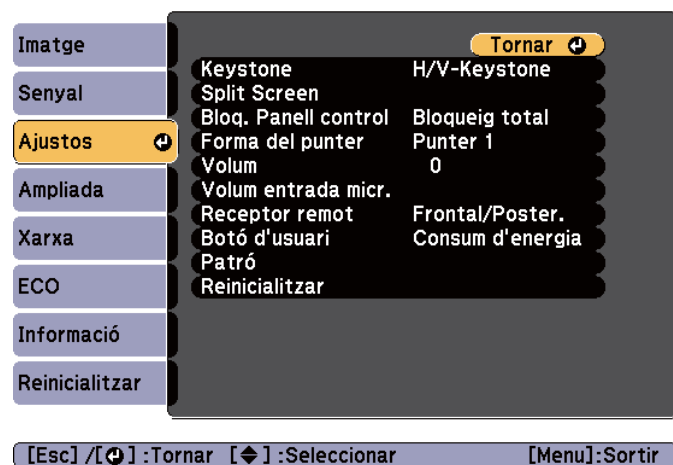 Imatge
Senyal
Ajustos
Ampliada
Xarxa
ECO
Informació
Reinicialitzar
Tornar
Keystone H/V-Keystone
Split Screen
Bloq. Panell control Bloqueig total
Forma del punter Punter 1
Volum 0
Volum entrada micr.
Receptor remot Frontal/Poster.
Botó d'usuari Consum d'energia
Patró
Reinicialitzar
[Esc] /[ ] :Tornar [ ] :Seleccionar [Menu]:Sortir